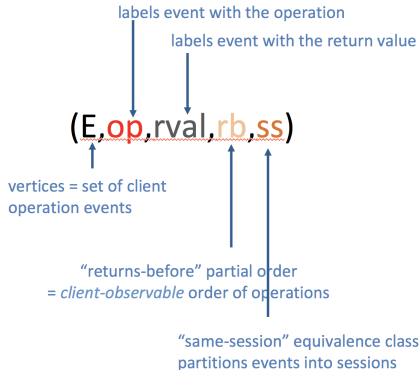 labels event with the operation
labels event with the return value
(E,op,rval,rb,ss)
vertices = set of client
operation events
“returns-before” partial order
= client-observable order of operations
“same-session” equivalence class
partitions events into sessions